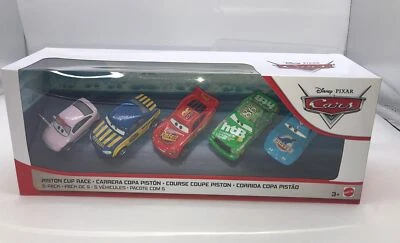 Disney · PIXAR
Cars
PISTON CUP RACE • CARRERA COPA PISTÓN • COURSE COUPE PISTON • CORRIDA COPA PISTÃO
5-PACK • PACK DE 5 • 5 VÉHICULES • PACOTE COM 5
3+